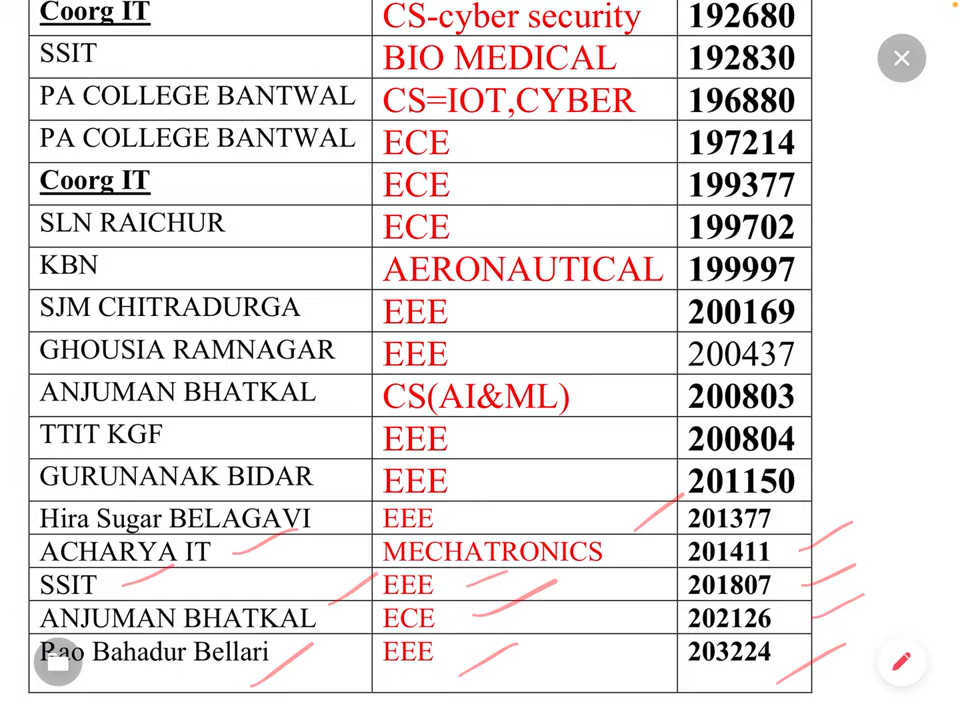 Coorg IT CS-cyber security 192680
SSIT BIO MEDICAL 192830
PA COLLEGE BANTWAL CS=IOT,CYBER 196880
PA COLLEGE BANTWAL ECE 197214
Coorg IT ECE 199377
SLN RAICHUR ECE 199702
KBN AERONAUTICAL 199997
SJM CHITRADURGA EEE 200169
GHOUSIA RAMNAGAR EEE 200437
ANJUMAN BHATKAL CS(AI&ML) 200803
TTIT KGF EEE 200804
GURUNANAK BIDAR EEE 201150
Hira Sugar BELAGAVI EEE 201377
ACHARYA IT MECHATRONICS 201411
SSIT EEE 201807
ANJUMAN BHATKAL ECE 202126
Rao Bahadur Bellari EEE 203224